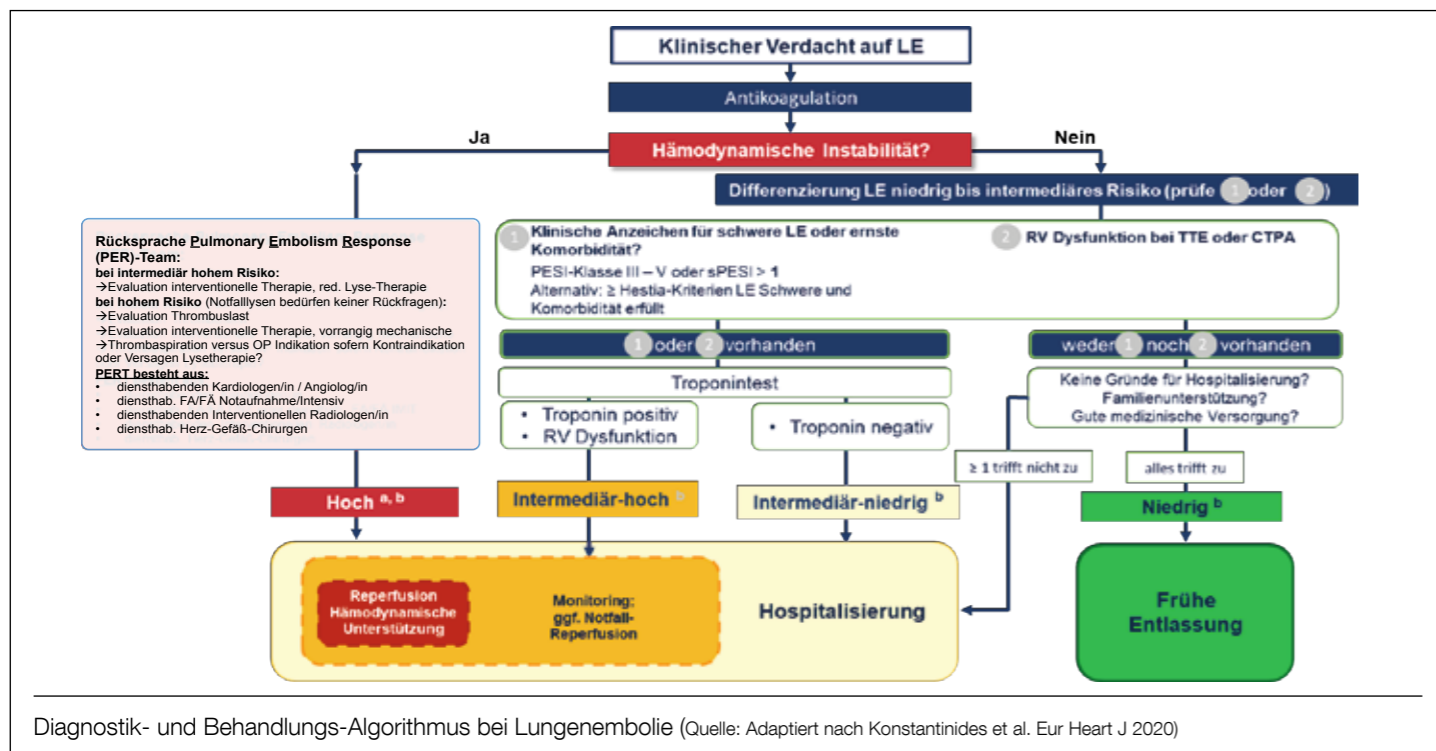 Klinischer Verdacht auf LE
Antikoagulation
Ja
Nein
Hämodynamische Instabilität?
Differenzierung LE niedrig bis intermediäres Risiko (prüfe 1 oder 2)
Rücksprache Pulmonary Embolism Response
(PER)-Team:
bei intermediär hohem Risiko:
→Evaluation interventionelle Therapie, red. Lyse-Therapie
bei hohem Risiko (Notfalllysen bedürfen keiner Rückfragen):
→Evaluation Thrombuslast
→Evaluation interventionelle Therapie, vorrangig mechanische
→Thrombaspiration versus OP Indikation sofern Kontraindikation
oder Versagen Lysetherapie?
PERT besteht aus:
• diensthabenden Kardiologen/in / Angiolog/in
• diensthab. FA/FÄ Notaufnahme/Intensiv
• diensthabenden Interventionellen Radiologen/in
• diensthab. Herz-Gefäß-Chirurgen
1 Klinische Anzeichen für schwere LE oder ernste
Komorbidität?
PESI-Klasse III – V oder sPESI > 1
Alternativ: ≥ Hestia-Kriterien LE Schwere und
Komorbidität erfüllt
2 RV Dysfunktion bei TTE oder CTPA
1 oder 2 vorhanden
weder 1 noch 2 vorhanden
Troponintest
• Troponin positiv
• RV Dysfunktion
• Troponin negativ
Keine Gründe für Hospitalisierung?
Familienunterstützung?
Gute medizinische Versorgung?
≥ 1 trifft nicht zu
alles trifft zu
Hoch a, b
Intermediär-hoch b
Intermediär-niedrig b
Niedrig b
Reperfusion
Hämodynamische
Unterstützung
Monitoring;
ggf. Notfall-
Reperfusion
Hospitalisierung
Frühe
Entlassung
Diagnostik- und Behandlungs-Algorithmus bei Lungenembolie (Quelle: Adaptiert nach Konstantinides et al. Eur Heart J 2020)